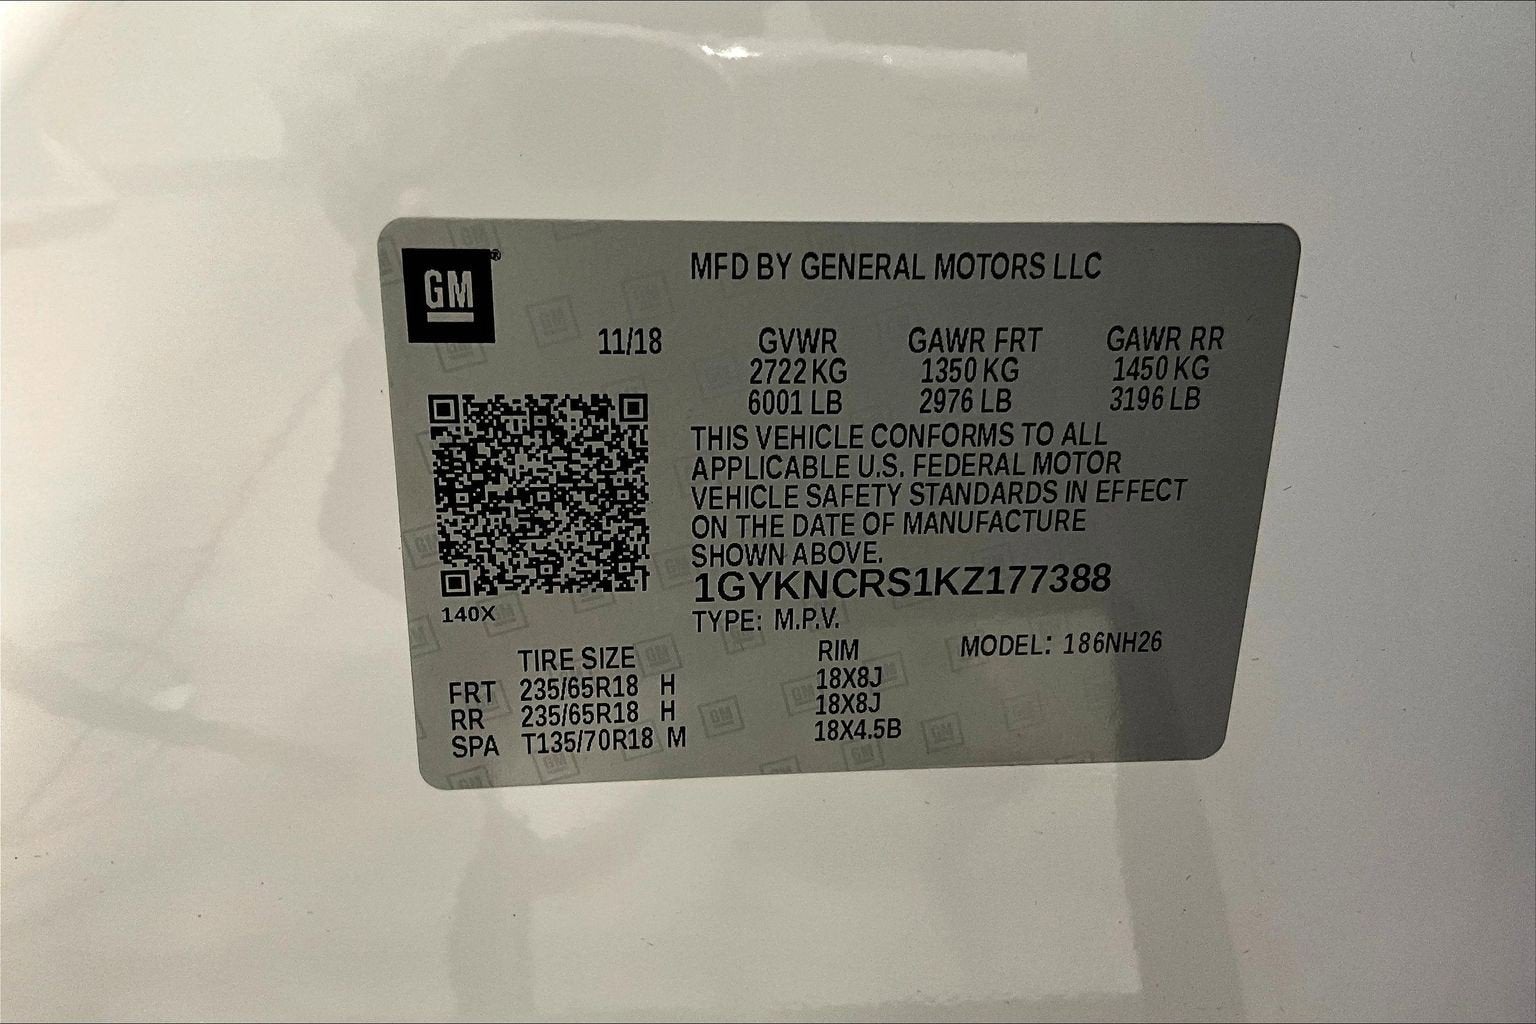 GM®
MFD BY GENERAL MOTORS LLC
11/18 GVWR GAWR FRT GAWR RR
2722 KG 1350 KG 1450 KG
6001 LB 2976 LB 3196 LB
THIS VEHICLE CONFORMS TO ALL
APPLICABLE U.S. FEDERAL MOTOR
VEHICLE SAFETY STANDARDS IN EFFECT
ON THE DATE OF MANUFACTURE
SHOWN ABOVE.
1GYKNCRS1KZ177388
140X
TYPE: M.P.V.
TIRE SIZE RIM MODEL: 186NH26
FRT 235/65R18 H 18X8J
RR 235/65R18 H 18X8J
SPA T135/70R18 M 18X4.5B